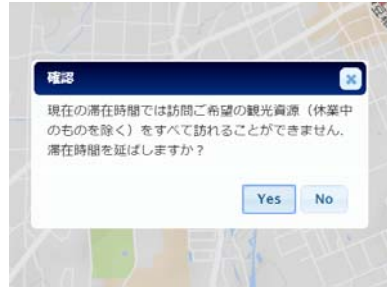 確認
現在の滞在時間では訪問ご希望の観光資源（休業中
のものを除く）をすべて訪れることができません.
滞在時間を延ばしますか？
Yes No